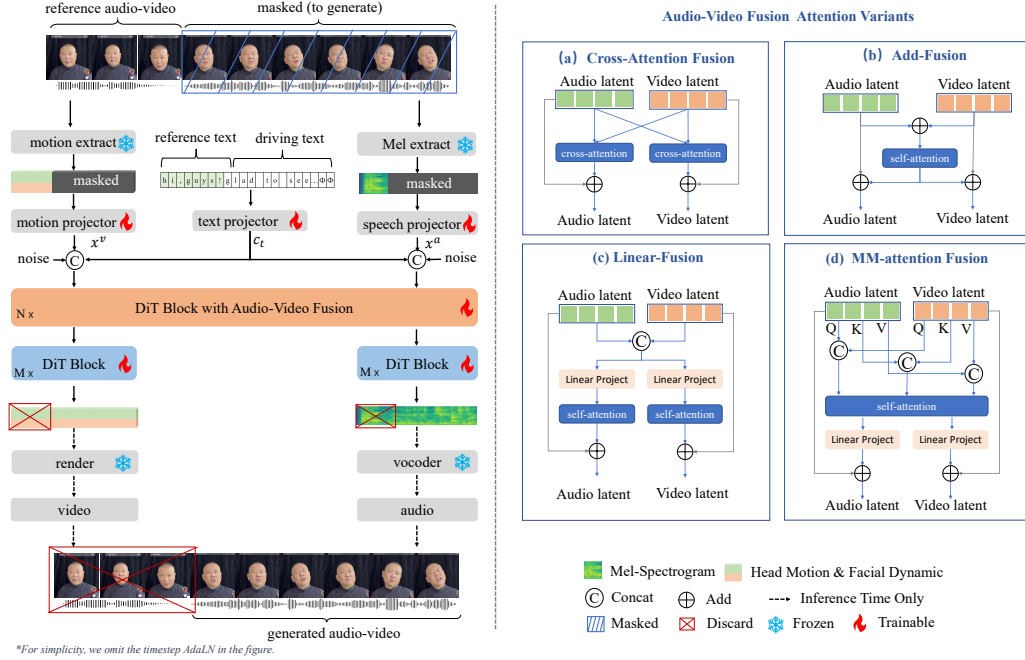 reference audio-video
masked (to generate)
motion extract
reference text
driving text
Mel extract
masked
hi,guys!glad to see...ΦΦ
masked
motion projector
text projector
speech projector
x^v
c_t
x^a
noise
C
C
noise
N x
DiT Block with Audio-Video Fusion
M x
DiT Block
M x
DiT Block
render
vocoder
video
audio
generated audio-video
*For simplicity, we omit the timestep AdaLN in the figure.
Audio-Video Fusion Attention Variants
(a) Cross-Attention Fusion
Audio latent
Video latent
cross-attention
cross-attention
Audio latent
Video latent
(b) Add-Fusion
Audio latent
Video latent
self-attention
Audio latent
Video latent
(c) Linear-Fusion
Audio latent
Video latent
C
Linear Project
Linear Project
self-attention
self-attention
Audio latent
Video latent
(d) MM-attention Fusion
Audio latent
Video latent
Q K V Q K V
C
C
C
self-attention
Linear Project
Linear Project
Audio latent
Video latent
Mel-Spectrogram
Head Motion & Facial Dynamic
C
Concat
Add
Inference Time Only
Masked
Discard
Frozen
Trainable